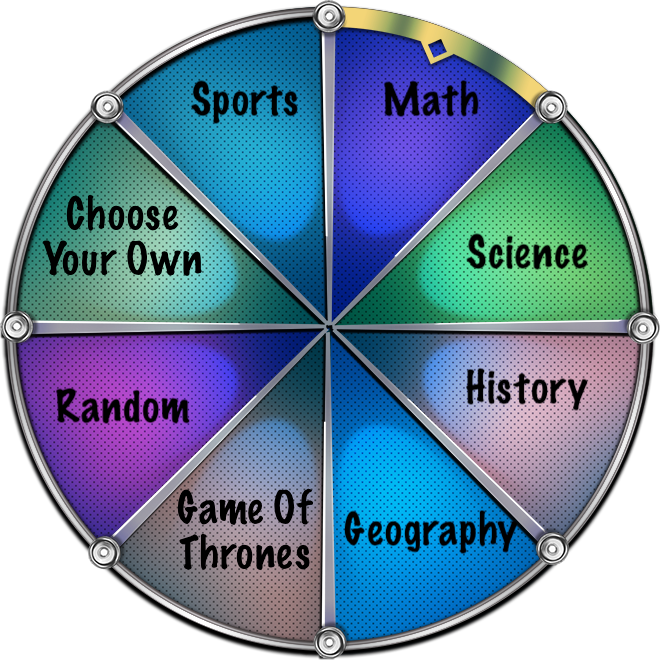 Sports
Math
Choose
Your Own
Science
Random
History
Game Of
Thrones
Geography